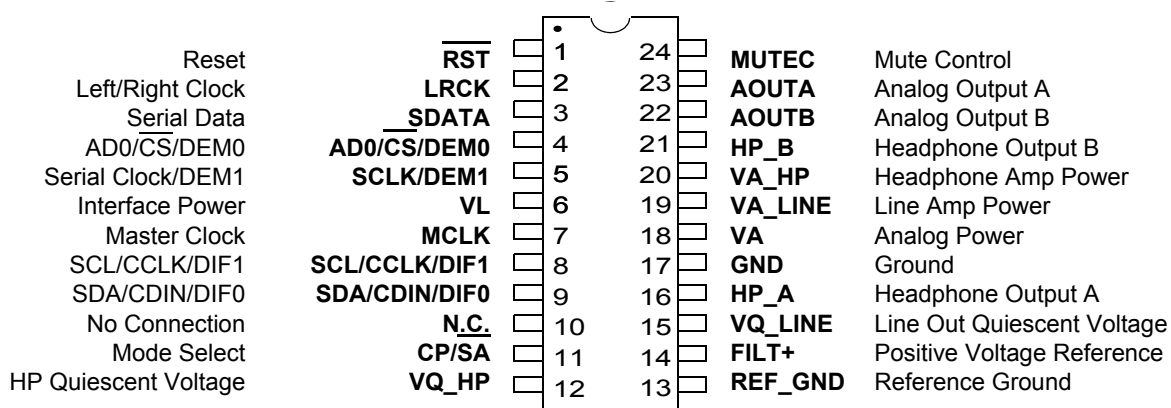 Reset RST 1 24 MUTEC Mute Control
Left/Right Clock LRCK 2 23 AOUTA Analog Output A
Serial Data SDATA 3 22 AOUTB Analog Output B
AD0/CS/DEM0 AD0/CS/DEM0 4 21 HP_B Headphone Output B
Serial Clock/DEM1 SCLK/DEM1 5 20 VA_HP Headphone Amp Power
Interface Power VL 6 19 VA_LINE Line Amp Power
Master Clock MCLK 7 18 VA Analog Power
SCL/CCLK/DIF1 SCL/CCLK/DIF1 8 17 GND Ground
SDA/CDIN/DIF0 SDA/CDIN/DIF0 9 16 HP_A Headphone Output A
No Connection N.C. 10 15 VQ_LINE Line Out Quiescent Voltage
Mode Select CP/SA 11 14 FILT+ Positive Voltage Reference
HP Quiescent Voltage VQ_HP 12 13 REF_GND Reference Ground